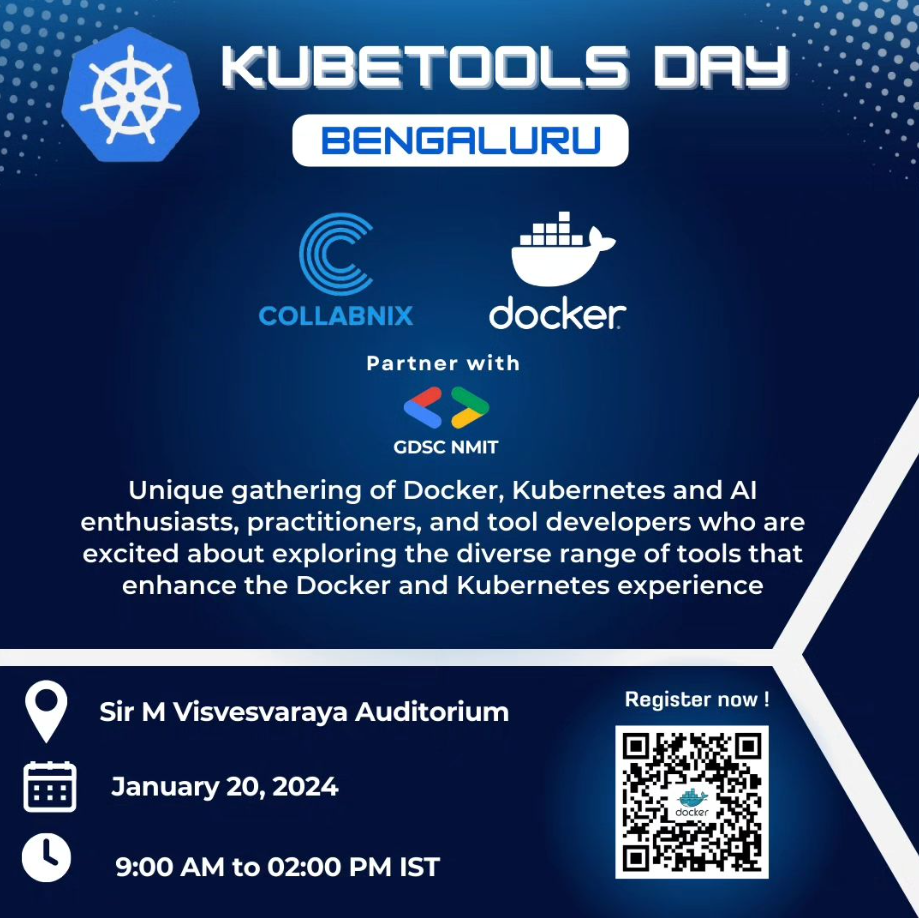 KUBETOOLS DAY
BENGALURU
COLLABNIX
docker
Partner with
GDSC NMIT
Unique gathering of Docker, Kubernetes and AI
enthusiasts, practitioners, and tool developers who are
excited about exploring the diverse range of tools that
enhance the Docker and Kubernetes experience
Sir M Visvesvaraya Auditorium
January 20, 2024
9:00 AM to 02:00 PM IST
Register now !
docker